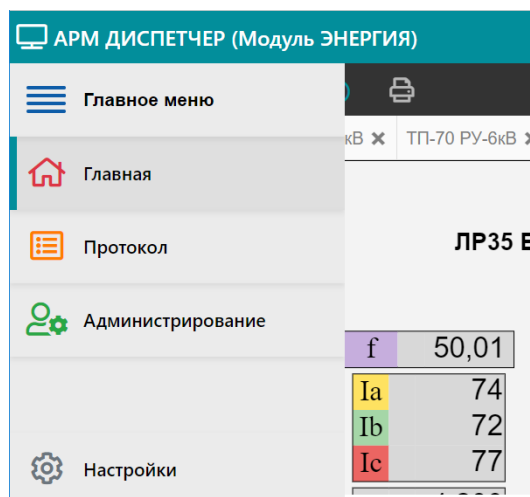 АРМ ДИСПЕТЧЕР (Модуль ЭНЕРГИЯ)
Главное меню
кВ ТП-70 РУ-6кВ
Главная
ЛР35
Протокол
Администрирование
f 50,01
Ia 74
Ib 72
Ic 77
Настройки